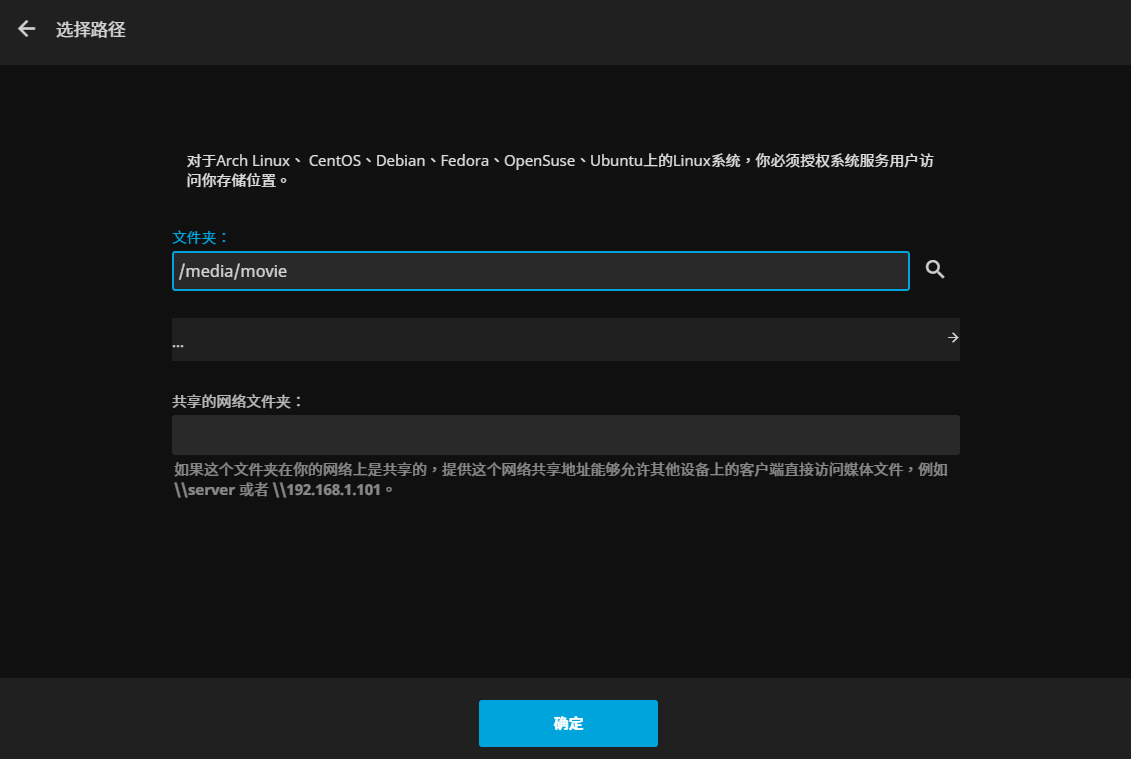 选择路径
对于Arch Linux、 CentOS、Debian、Fedora、OpenSuse、Ubuntu上的Linux系统，你必须授权系统服务用户访
问你存储位置。
文件夹：
/media/movie
...
共享的网络文件夹：
如果这个文件夹在你的网络上是共享的，提供这个网络共享地址能够允许其他设备上的客户端直接访问媒体文件，例如
\\server 或者 \\192.168.1.101。
确定